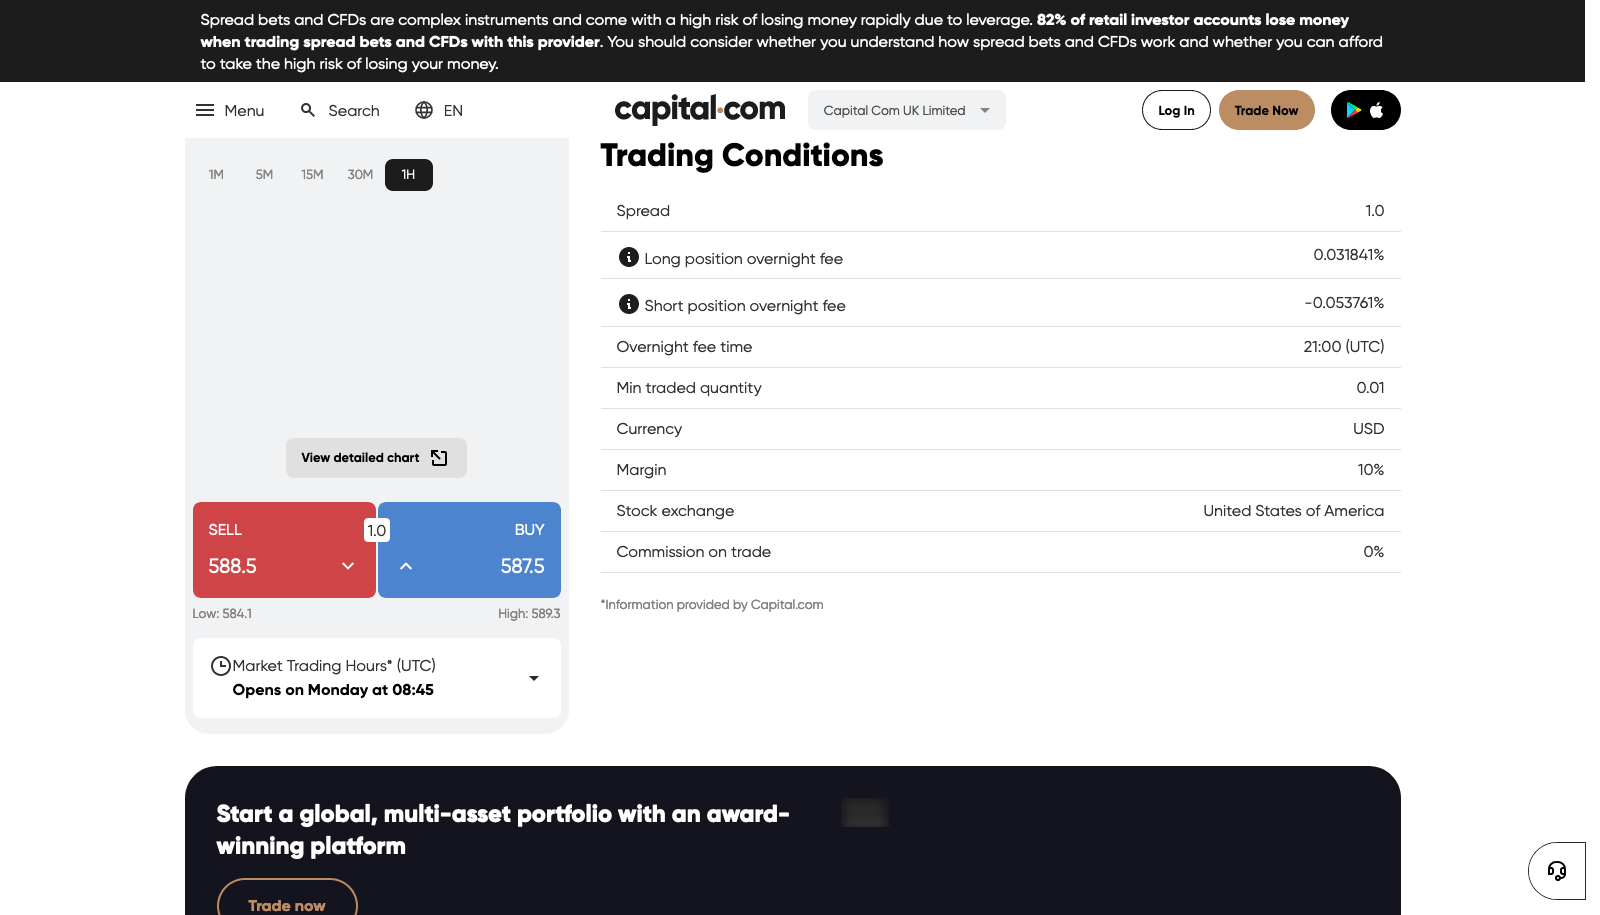 Spread bets and CFDs are complex instruments and come with a high risk of losing money rapidly due to leverage. 82% of retail investor accounts lose money
when trading spread bets and CFDs with this provider. You should consider whether you understand how spread bets and CFDs work and whether you can afford
to take the high risk of losing your money.
Menu Search EN capital.com Capital Com UK Limited Log In Trade Now
Trading Conditions
1M 5M 15M 30M 1H
View detailed chart
SELL 1.0 BUY
588.5 587.5
Low: 584.1 High: 589.3
Market Trading Hours* (UTC)
Opens on Monday at 08:45
Spread 1.0
Long position overnight fee 0.031841%
Short position overnight fee -0.053761%
Overnight fee time 21:00 (UTC)
Min traded quantity 0.01
Currency USD
Margin 10%
Stock exchange United States of America
Commission on trade 0%
*Information provided by Capital.com
Start a global, multi-asset portfolio with an award-
winning platform
Trade now